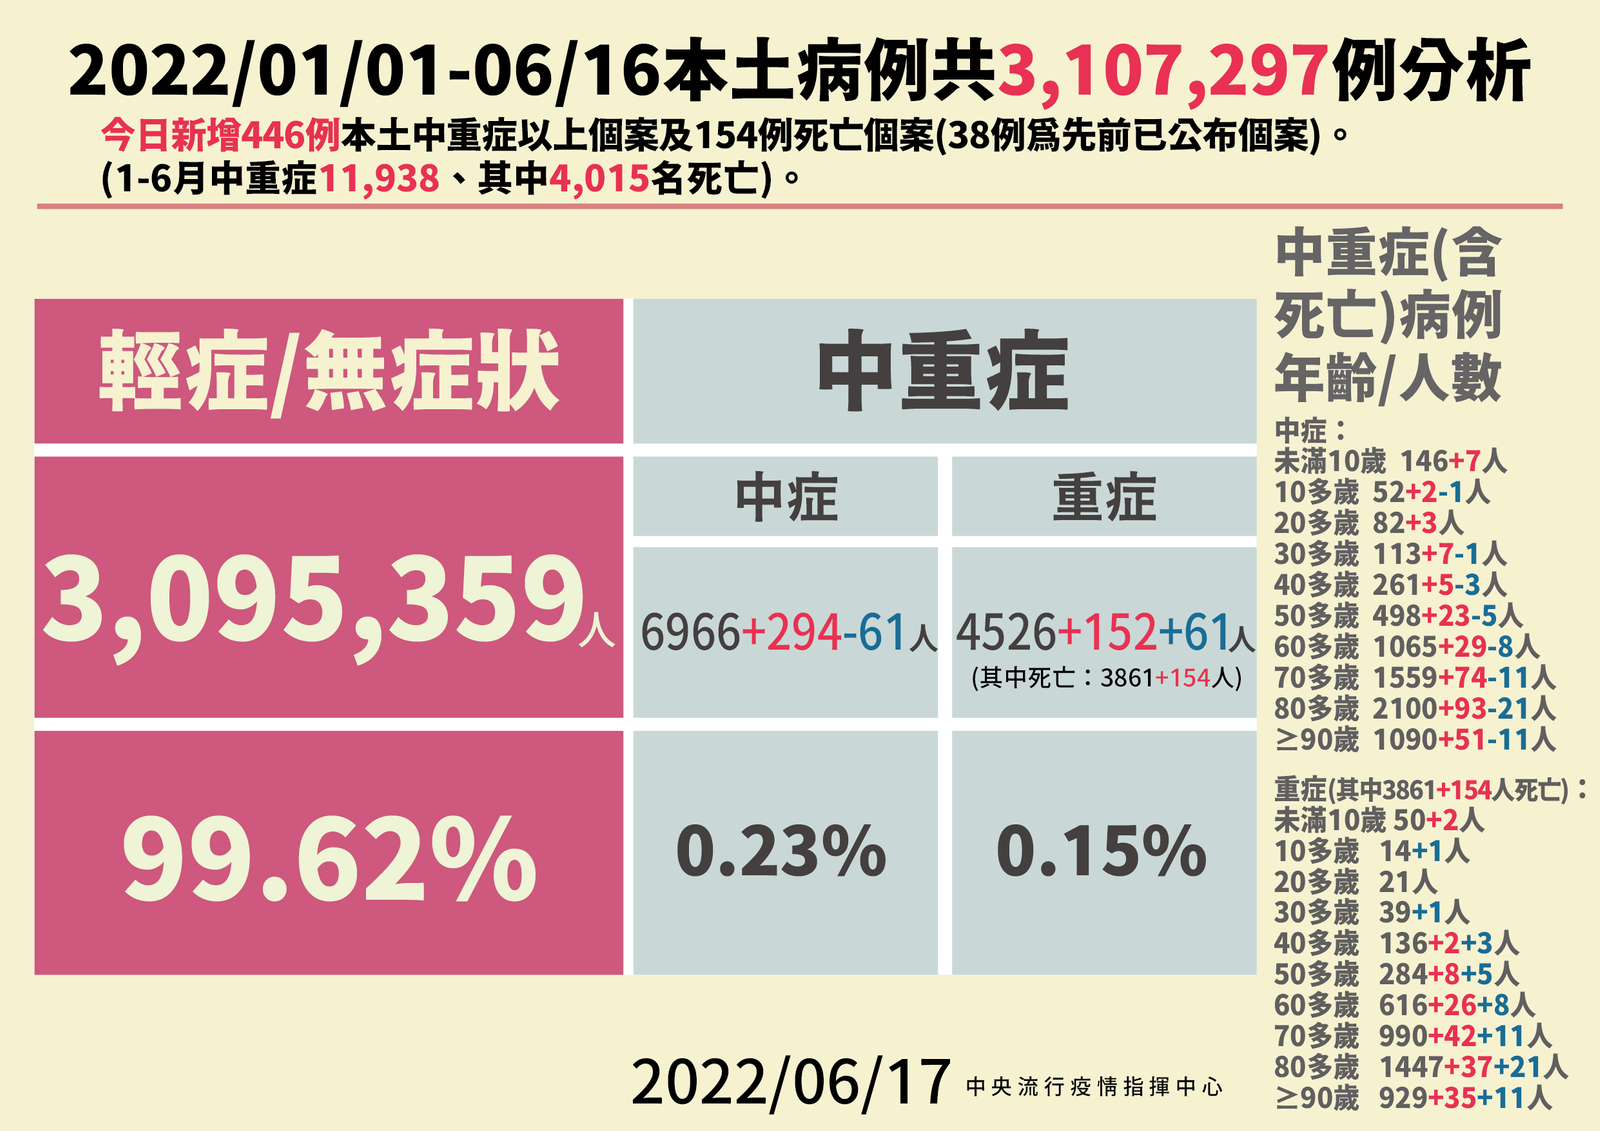 2022/01/01-06/16本土病例共3,107,297例分析
今日新增446例本土中重症以上個案及154例死亡個案(38例爲先前已公布個案)。
(1-6月中重症11,938、其中4,015名死亡)。
輕症/無症狀
中重症
中症
重症
3,095,359人
6966+294-61人
4526+152+61人
(其中死亡：3861+154人)
99.62%
0.23%
0.15%
中重症(含
死亡)病例
年齡/人數
中症：
未滿10歲 146+7人
10多歲 52+2-1人
20多歲 82+3人
30多歲 113+7-1人
40多歲 261+5-3人
50多歲 498+23-5人
60多歲 1065+29-8人
70多歲 1559+74-11人
80多歲 2100+93-21人
≥90歲 1090+51-11人
重症(其中3861+154人死亡)：
未滿10歲 50+2人
10多歲 14+1人
20多歲 21人
30多歲 39+1人
40多歲 136+2+3人
50多歲 284+8+5人
60多歲 616+26+8人
70多歲 990+42+11人
80多歲 1447+37+21人
≥90歲 929+35+11人
2022/06/17 中央流行疫情指揮中心